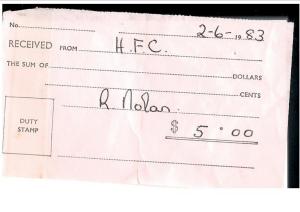 No. 2-6-1983
RECEIVED FROM H.F.C.
THE SUM OF
DOLLARS
CENTS
R. Nolan.
DUTY
STAMP
$ 5.00